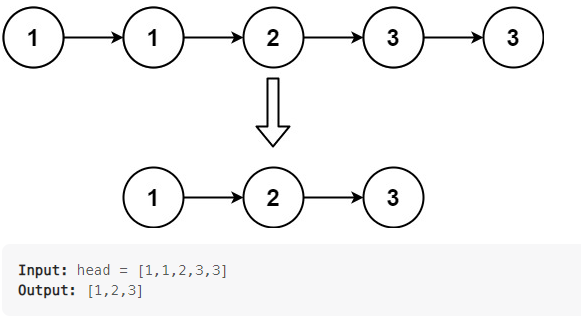 1 1 2 3 3
1 2 3
Input: head = [1,1,2,3,3]
Output: [1,2,3]